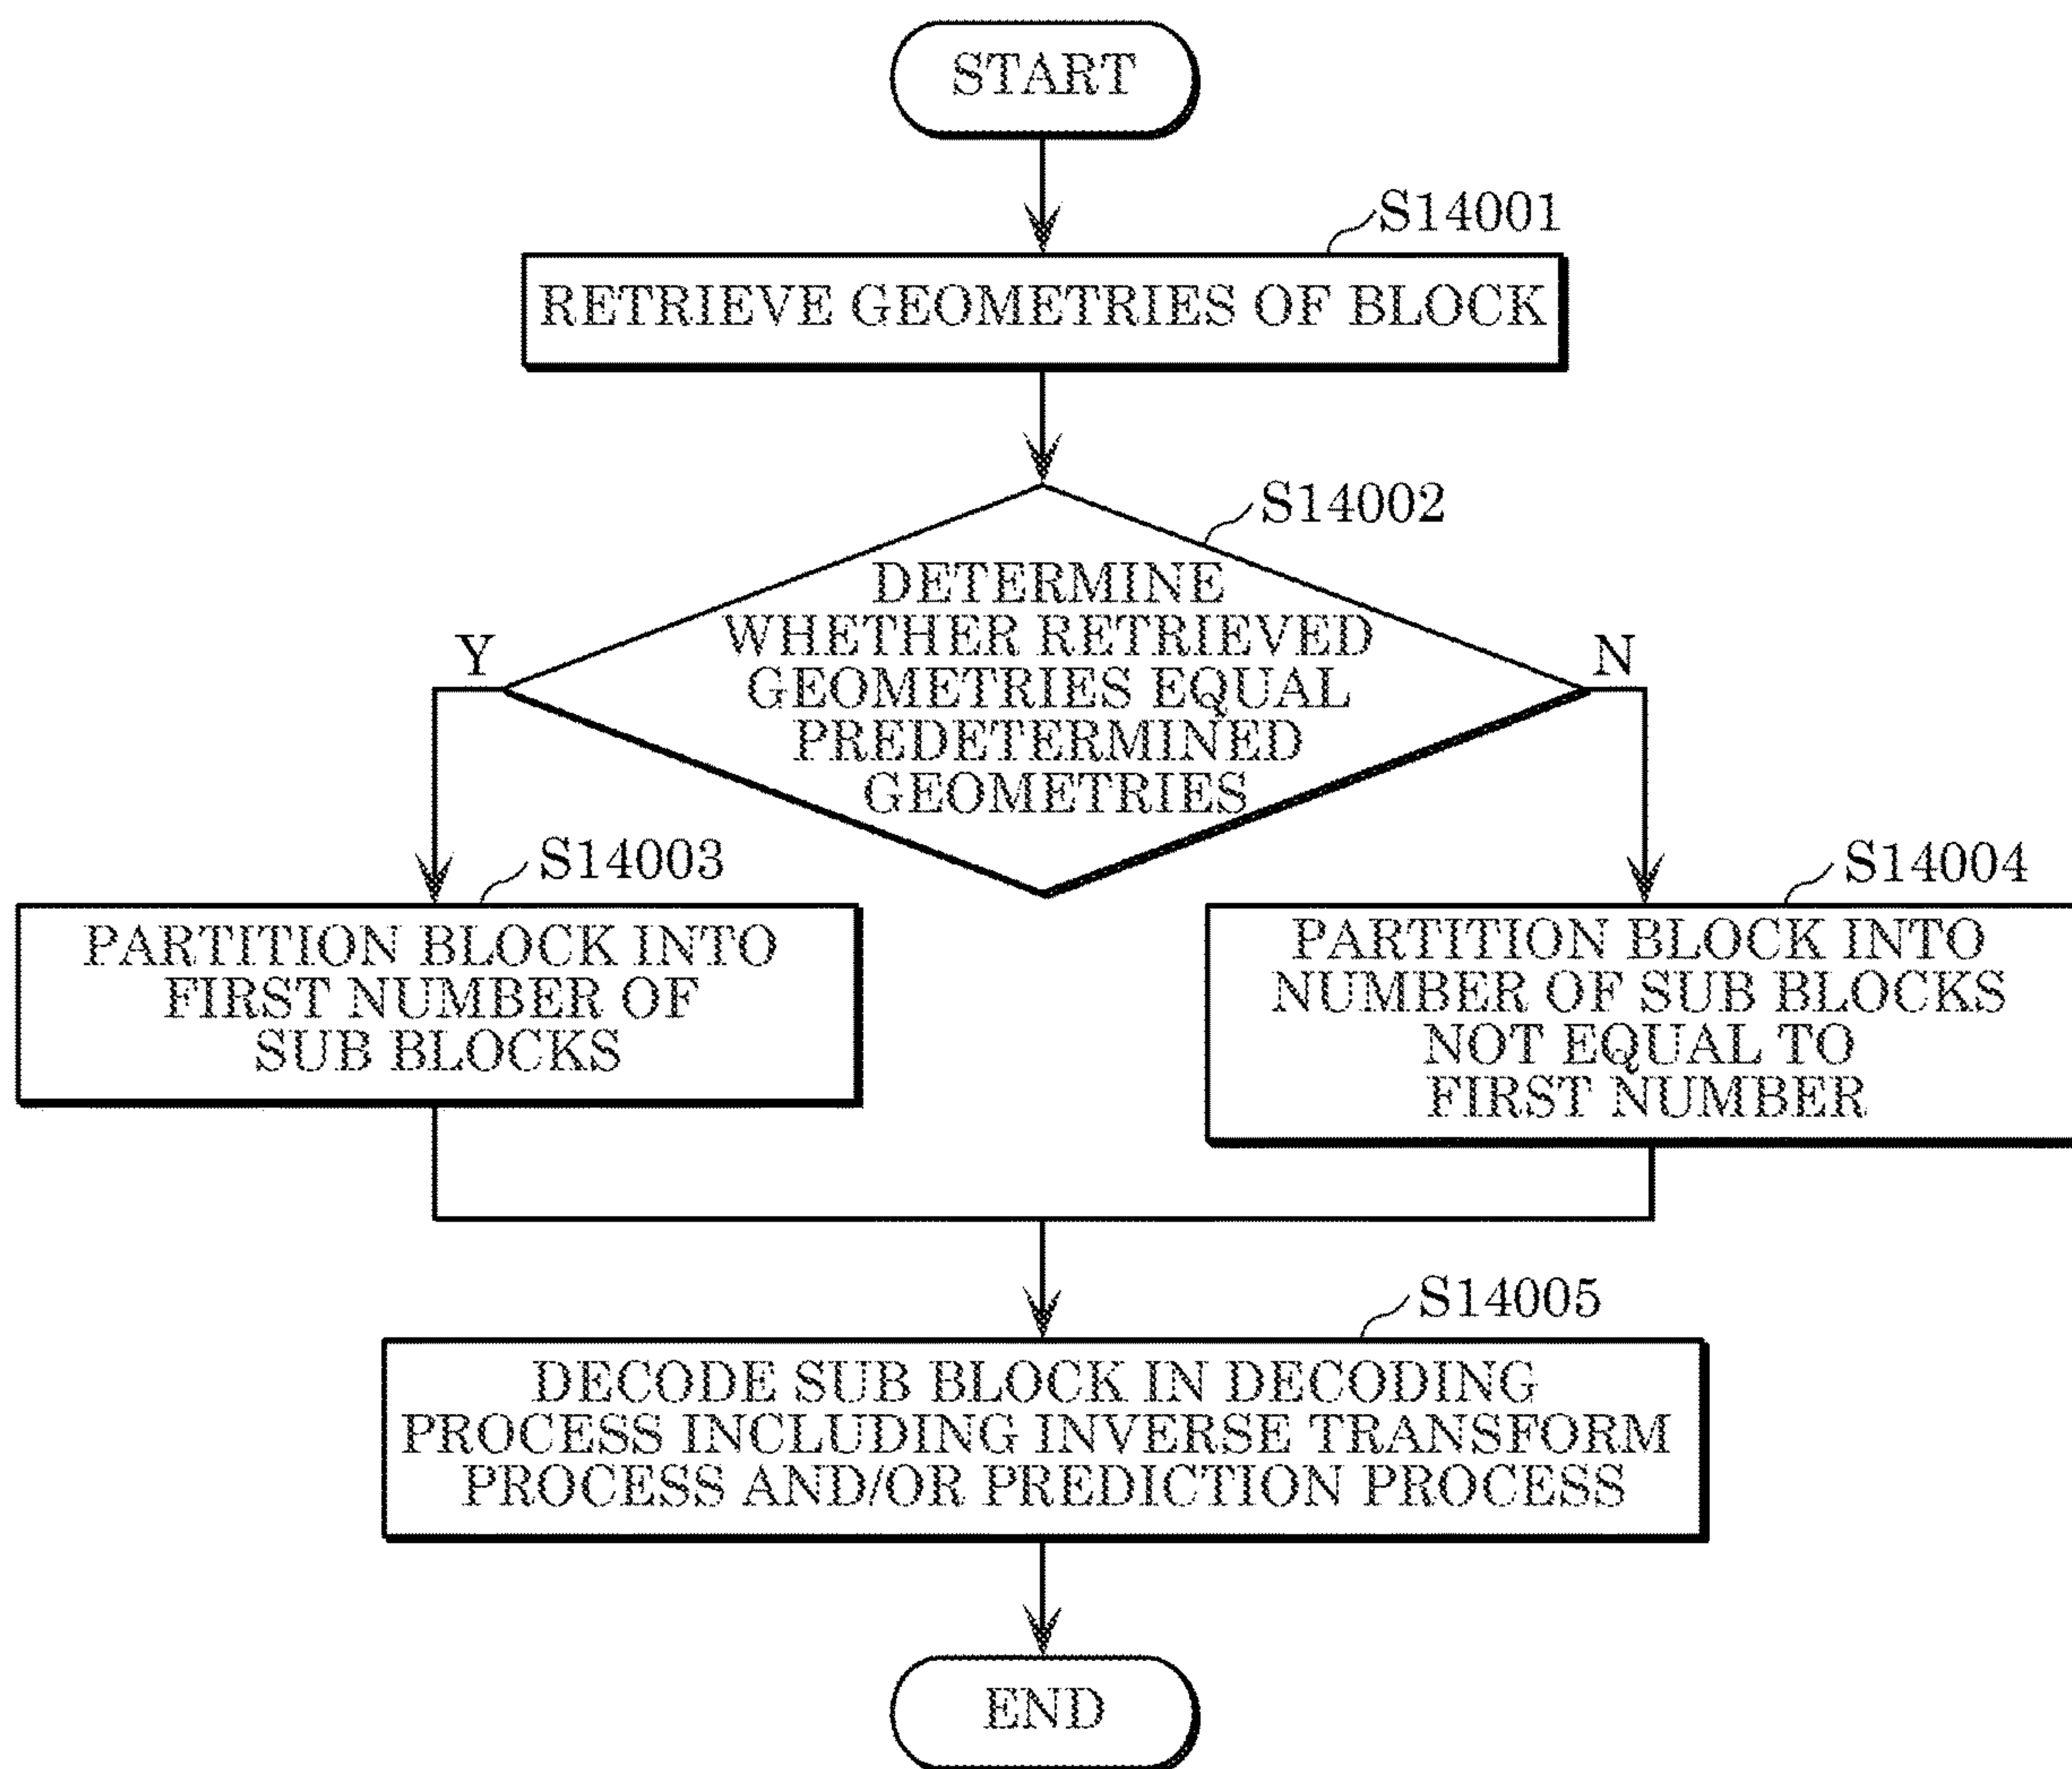 START
S14001
RETRIEVE GEOMETRIES OF BLOCK
S14002
DETERMINE
WHETHER RETRIEVED
GEOMETRIES EQUAL
PREDETERMINED
GEOMETRIES
Y
N
S14003
PARTITION BLOCK INTO
FIRST NUMBER OF
SUB BLOCKS
S14004
PARTITION BLOCK INTO
NUMBER OF SUB BLOCKS
NOT EQUAL TO
FIRST NUMBER
S14005
DECODE SUB BLOCK IN DECODING
PROCESS INCLUDING INVERSE TRANSFORM
PROCESS AND/OR PREDICTION PROCESS
END